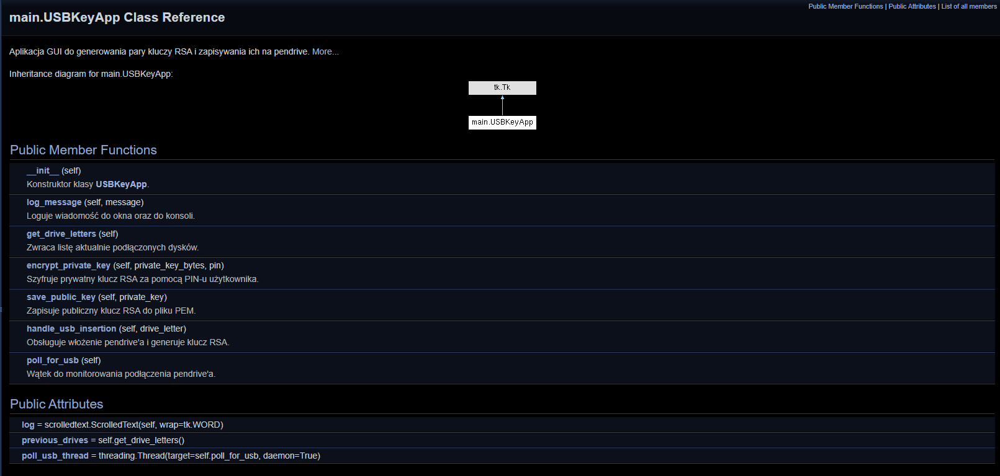 Public Member Functions | Public Attributes | List of all members
main.USBKeyApp Class Reference
Aplikacja GUI do generowania pary kluczy RSA i zapisywania ich na pendrive. More...
Inheritance diagram for main.USBKeyApp:
tk.Tk
main.USBKeyApp
Public Member Functions
__init__ (self)
Konstruktor klasy USBKeyApp.
log_message (self, message)
Loguje wiadomość do okna oraz do konsoli.
get_drive_letters (self)
Zwraca listę aktualnie podłączonych dysków.
encrypt_private_key (self, private_key_bytes, pin)
Szyfruje prywatny klucz RSA za pomocą PIN-u użytkownika.
save_public_key (self, private_key)
Zapisuje publiczny klucz RSA do pliku PEM.
handle_usb_insertion (self, drive_letter)
Obsługuje włożenie pendrive'a i generuje klucz RSA.
poll_for_usb (self)
Wątek do monitorowania podłączenia pendrive'a.
Public Attributes
log = scrolledtext.ScrolledText(self, wrap=tk.WORD)
previous_drives = self.get_drive_letters()
poll_usb_thread = threading.Thread(target=self.poll_for_usb, daemon=True)